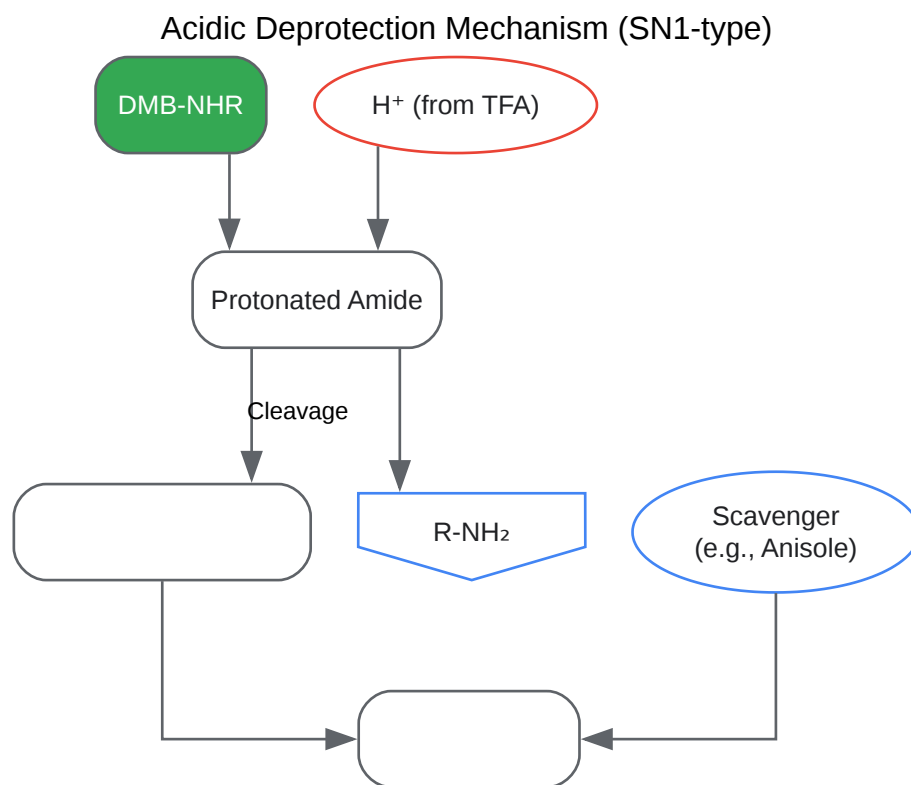 Acidic Deprotection Mechanism (SN1-type)
DMB-NHR
H⁺ (from TFA)
Protonated Amide
Cleavage
R-NH₂
Scavenger
(e.g., Anisole)